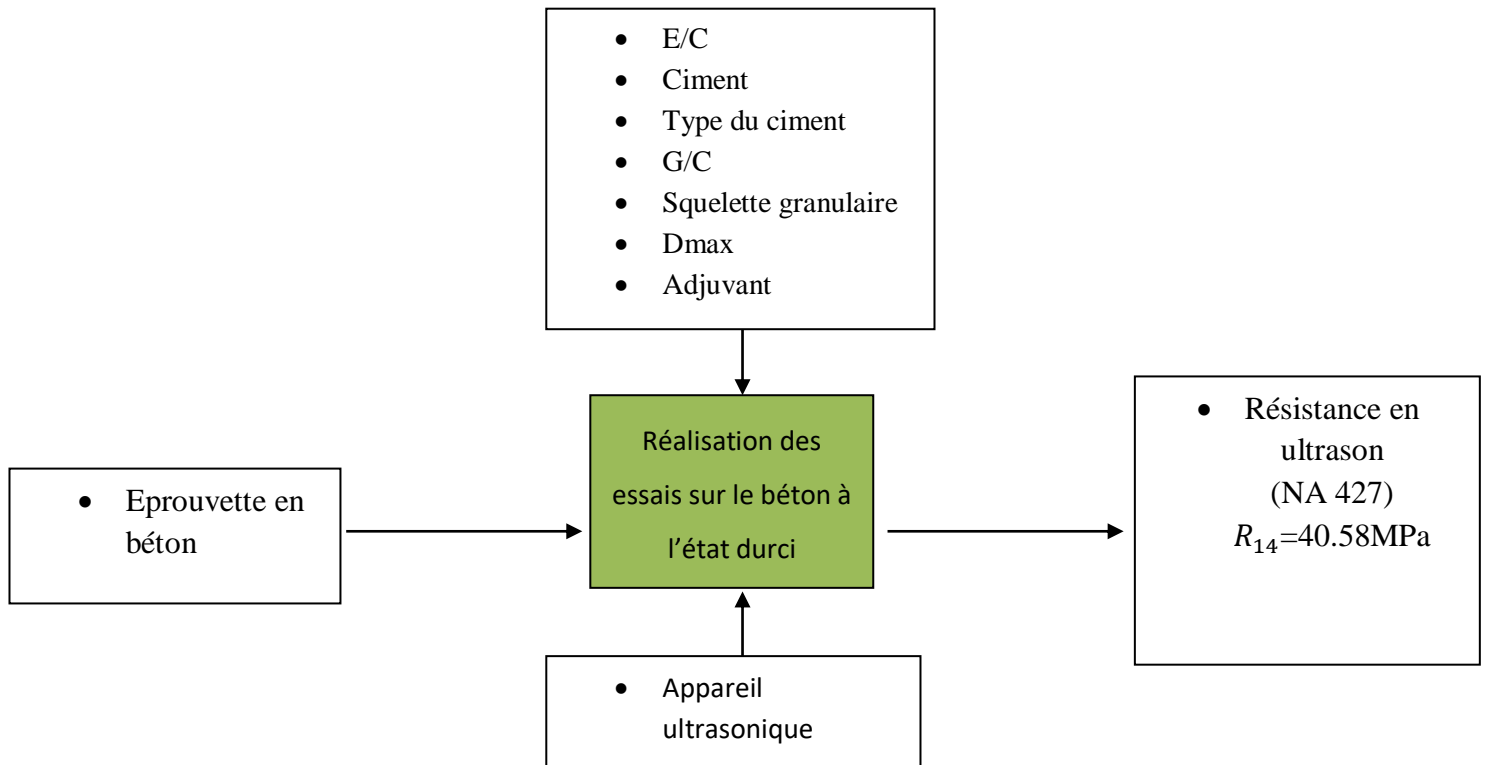 • E/C
• Ciment
• Type du ciment
• G/C
• Squelette granulaire
• Dmax
• Adjuvant
• Eprouvette en
béton
Réalisation des
essais sur le béton à
l’état durci
• Résistance en
ultrason
(NA 427)
𝑅₁₄=40.58MPa
• Appareil
ultrasonique